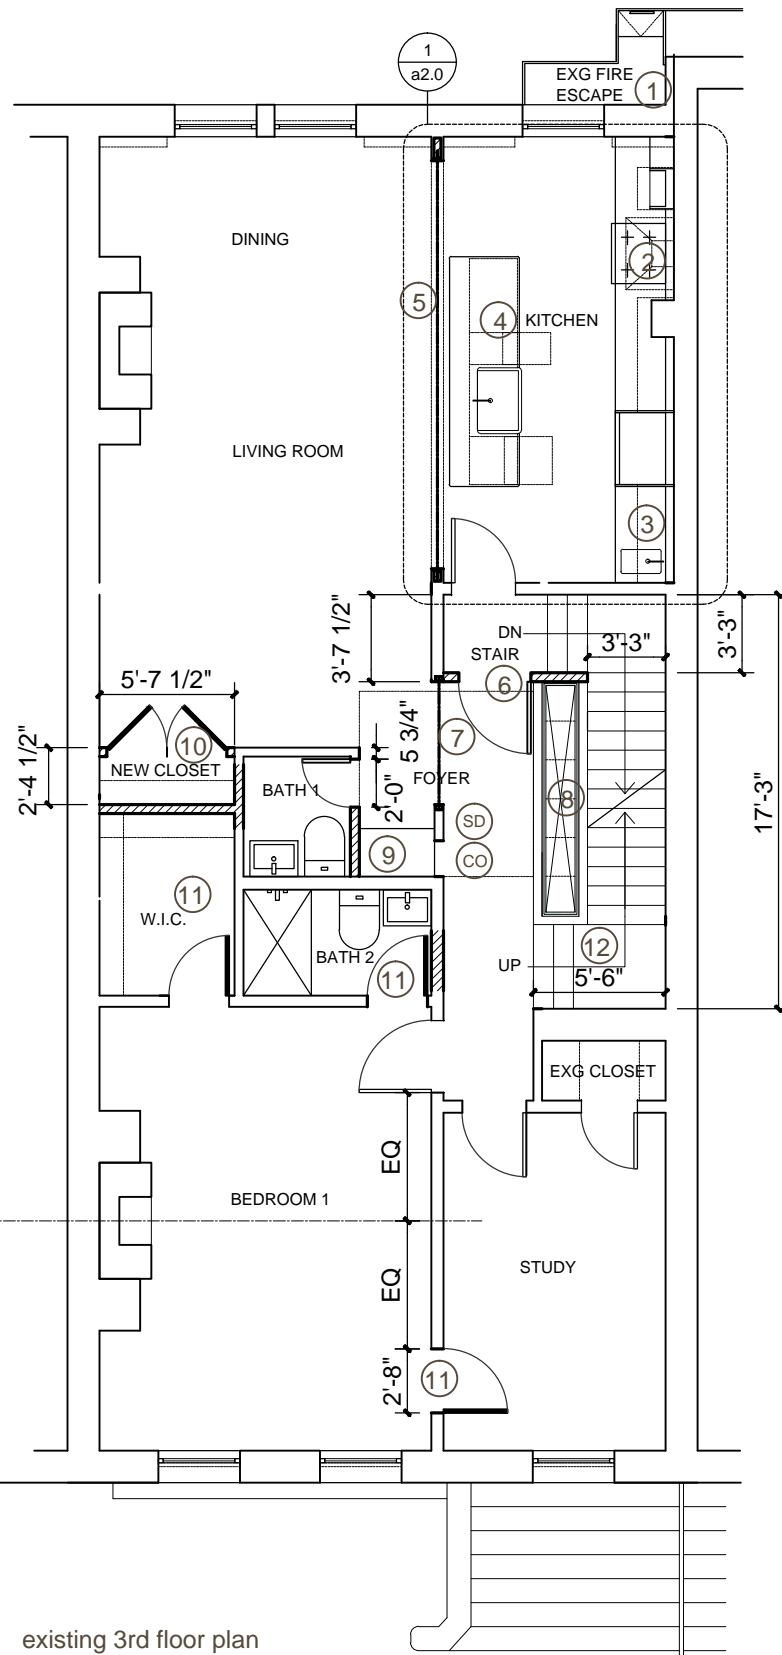 1
a2.0
EXG FIRE
ESCAPE
1
DINING
2
5
4
KITCHEN
LIVING ROOM
3
3'-7 1/2"
DN
STAIR
3'-3"
3'-3"
6
5'-7 1/2"
10
5 3/4"
7
2'-4 1/2"
NEW CLOSET
BATH 1
FOYER
2'-0"
8
17'-3"
SD
9
CO
11
W.I.C.
BATH 2
11
UP
12
5'-6"
EXG CLOSET
EQ
BEDROOM 1
STUDY
EQ
2'-8"
11
existing 3rd floor plan